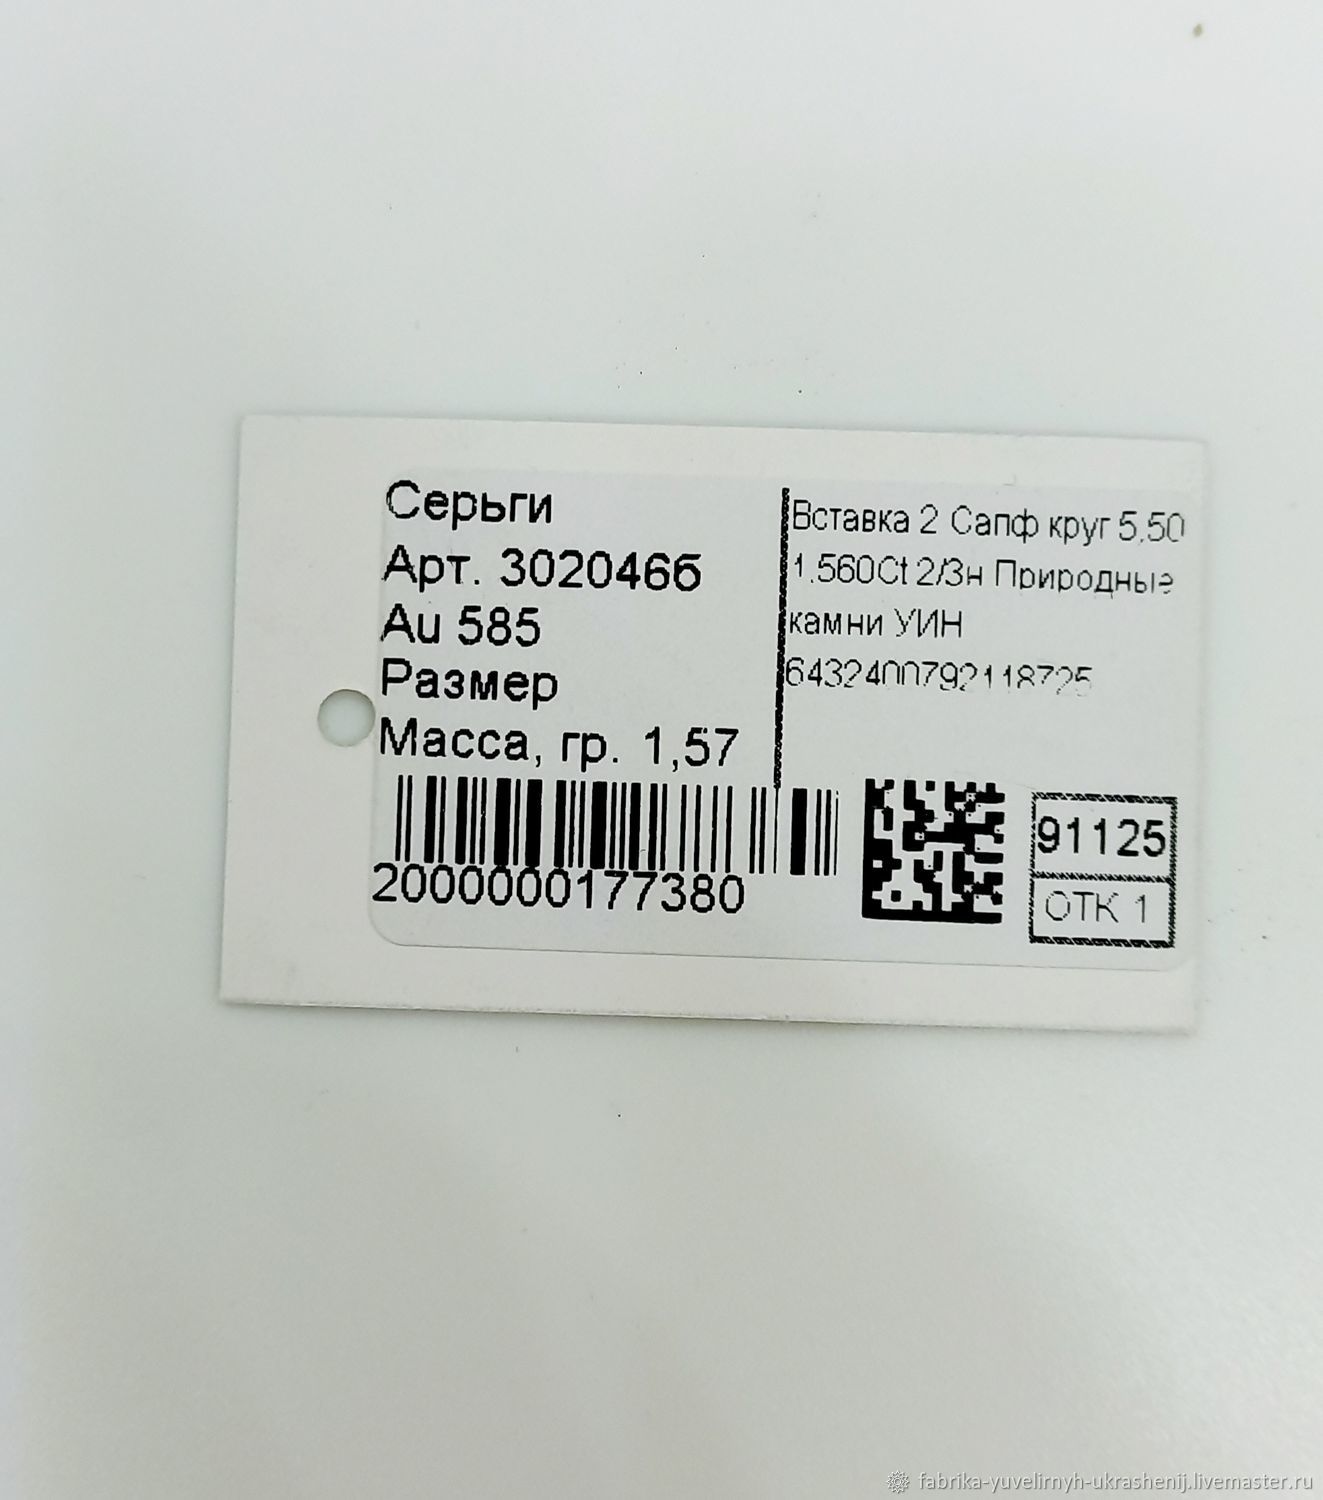 Серьги
Арт. 302046б
Au 585
Размер
Масса, гр. 1,57
2000000177380
Вставка 2 Сапф круг 5,50
1.560Ct 2/3н Природные
камни УИН
6432400792118725
91125
ОТК 1
fabrika-yuvelirnyh-ukrashenij.livemaster.ru